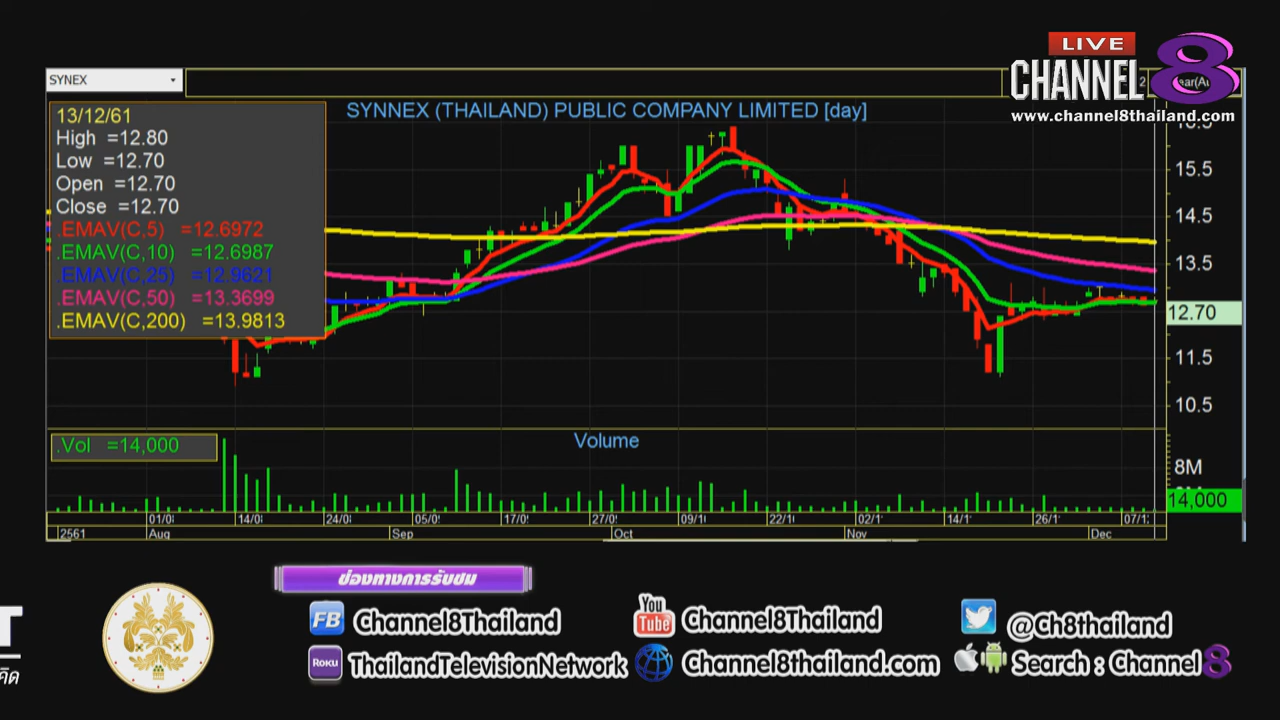 LIVE
CHANNEL 8
www.channel8thailand.com
SYNEX
SYNNEX (THAILAND) PUBLIC COMPANY LIMITED [day]
13/12/61
High =12.80
Low =12.70
Open =12.70
Close =12.70
.EMAV(C,5) =12.6972
.EMAV(C,10) =12.6987
.EMAV(C,25) =12.9621
.EMAV(C,50) =13.3699
.EMAV(C,200) =13.9813
15.5
14.5
13.5
12.70
11.5
10.5
.Vol =14,000
Volume
8M
14,000
01/0 14/0 24/0 05/0 17/0 27/0 09/1 22/1 02/1 14/1 26/1 07/1
2561 Aug Sep Oct Nov Dec
ช่องทางการรับชม
FB Channel8Thailand
You Tube Channel8Thailand
@Ch8thailand
Roku ThailandTelevisionNetwork
Channel8thailand.com
Search : Channel 8
T
คิด